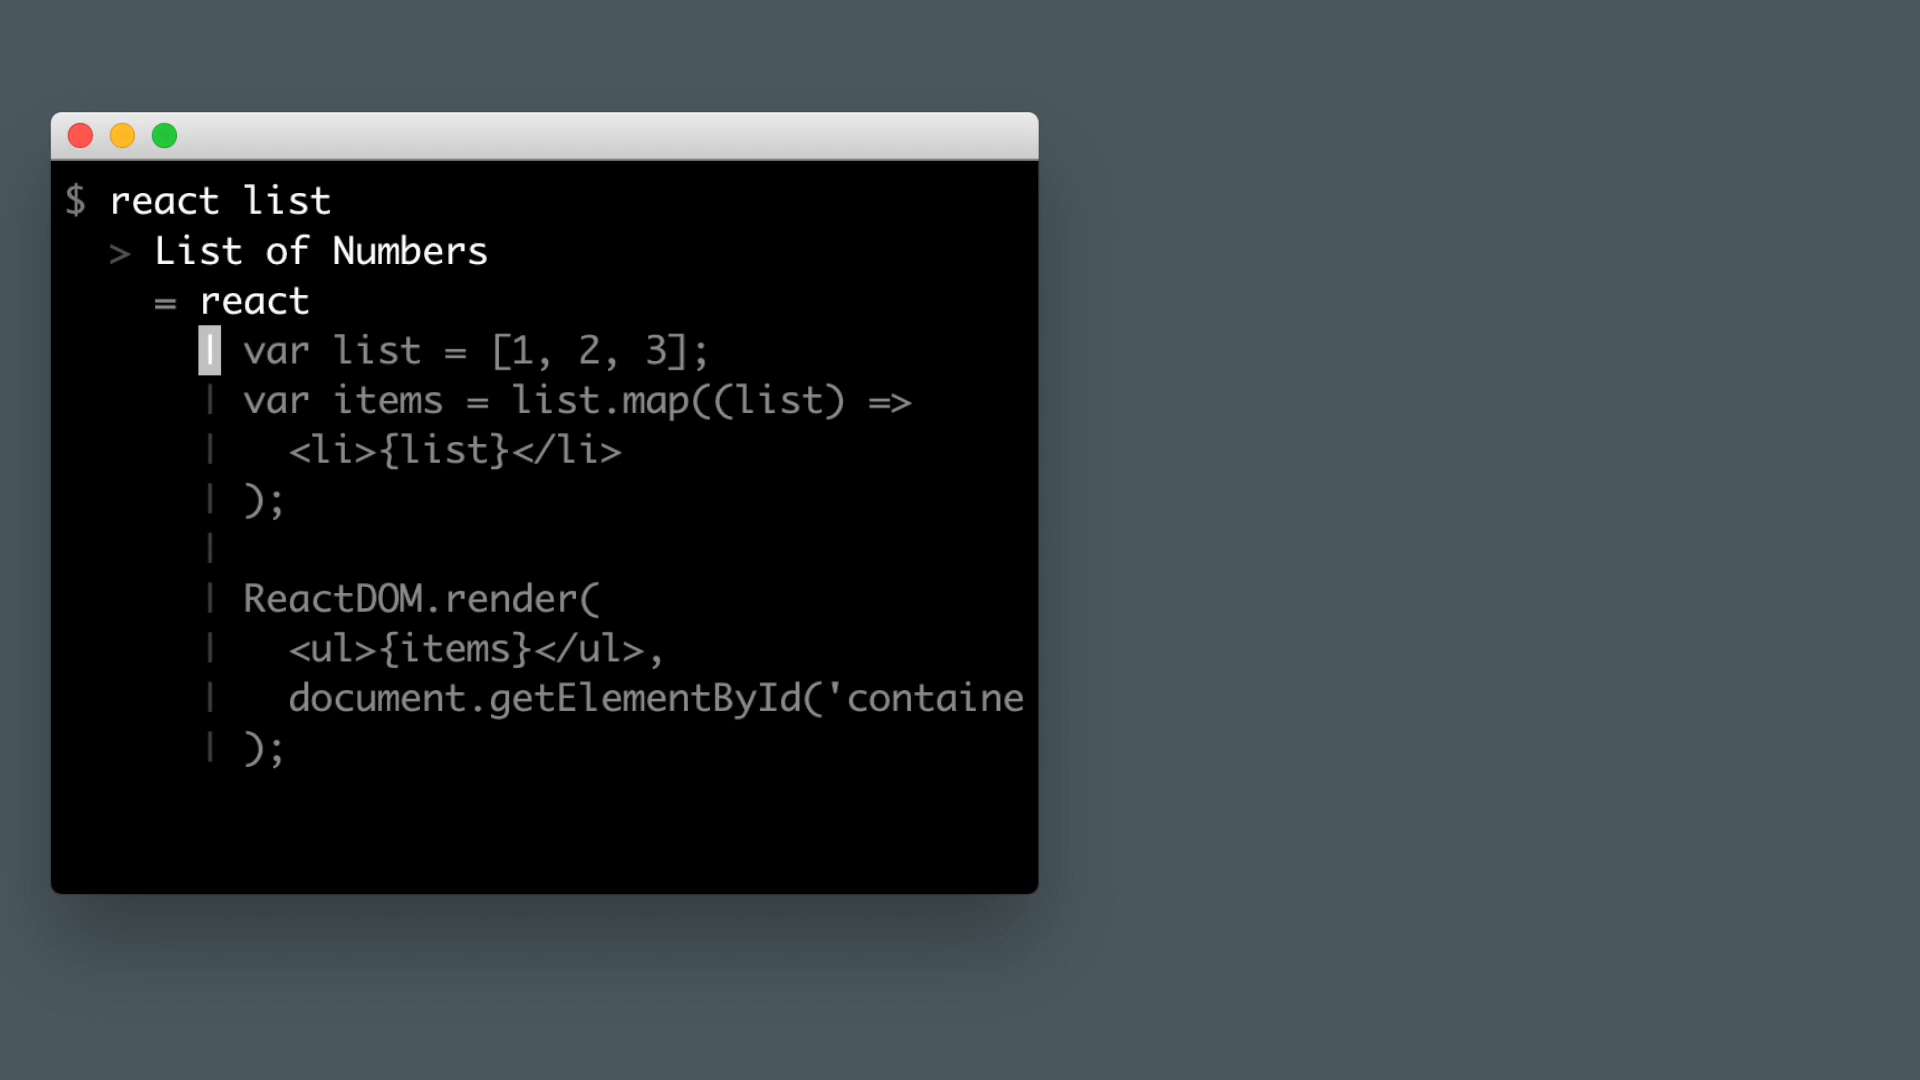 $ react list
> List of Numbers
= react
| var list = [1, 2, 3];
| var items = list.map((list) =>
|   <li>{list}</li>
| );
|
| ReactDOM.render(
|   <ul>{items}</ul>,
|   document.getElementById('containe
| );